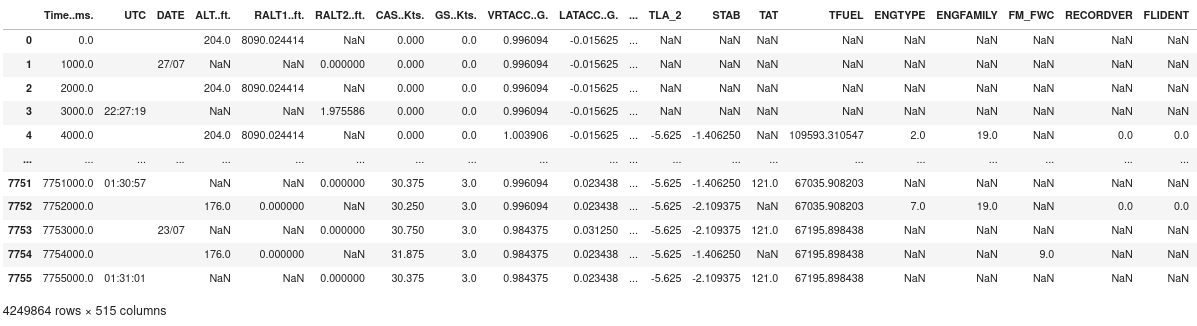 Time..ms. UTC DATE ALT..ft. RALT1..ft. RALT2..ft. CAS..Kts. GS..Kts. VRTACC..G. LATACC..G. ... TLA_2 STAB TAT TFUEL ENGTYPE ENGFAMILY FM_FWC RECORDVER FLIDENT
0 0.0 204.0 8090.024414 NaN 0.000 0.0 0.996094 -0.015625 ... NaN NaN NaN NaN NaN NaN NaN NaN NaN
1 1000.0 27/07 NaN NaN 0.000000 0.000 0.0 0.996094 -0.015625 ... NaN NaN NaN NaN NaN NaN NaN NaN NaN
2 2000.0 204.0 8090.024414 NaN 0.000 0.0 0.996094 -0.015625 ... NaN NaN NaN NaN NaN NaN NaN NaN NaN
3 3000.0 22:27:19 NaN NaN 1.975586 0.000 0.0 0.996094 -0.015625 ... NaN NaN NaN NaN NaN NaN NaN NaN NaN
4 4000.0 204.0 8090.024414 NaN 0.000 0.0 1.003906 -0.015625 ... -5.625 -1.406250 NaN 109593.310547 2.0 19.0 NaN 0.0 0.0
... ... ... ... ... ... ... ... ... ... ... ... ... ... ... ... ... ... ... ... ...
7751 7751000.0 01:30:57 NaN NaN 0.000000 30.375 3.0 0.996094 0.023438 ... -5.625 -1.406250 121.0 67035.908203 NaN NaN NaN NaN NaN
7752 7752000.0 176.0 0.000000 NaN 30.250 3.0 0.996094 0.023438 ... -5.625 -2.109375 NaN 67035.908203 7.0 19.0 NaN 0.0 0.0
7753 7753000.0 23/07 NaN NaN 0.000000 30.750 3.0 0.984375 0.031250 ... -5.625 -2.109375 121.0 67195.898438 NaN NaN NaN NaN NaN
7754 7754000.0 176.0 0.000000 NaN 31.875 3.0 0.984375 0.023438 ... -5.625 -1.406250 NaN 67195.898438 NaN NaN 9.0 NaN NaN
7755 7755000.0 01:31:01 NaN NaN 0.000000 30.375 3.0 0.984375 0.023438 ... -5.625 -2.109375 121.0 67195.898438 NaN NaN NaN NaN NaN
4249864 rows × 515 columns